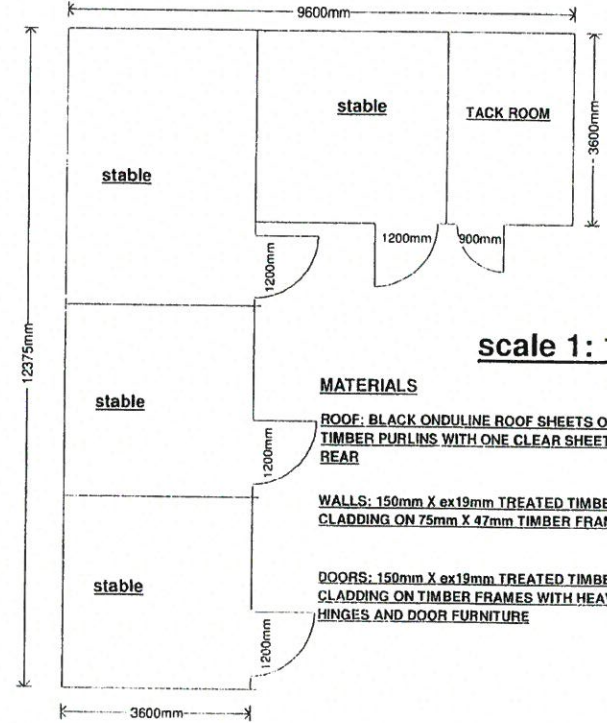 9600mm
stable
TACK ROOM
3600mm
stable
1200mm
900mm
1200mm
12375mm
scale 1:
MATERIALS
stable
ROOF: BLACK ONDULINE ROOF SHEETS
TIMBER PURLINS WITH ONE CLEAR SHEET
REAR
1200mm
WALLS: 150mm X ex19mm TREATED TIMBE
CLADDING ON 75mm X 47mm TIMBER FRA
stable
DOORS: 150mm X ex19mm TREATED TIMBE
CLADDING ON TIMBER FRAMES WITH HEA
HINGES AND DOOR FURNITURE
1200mm
3600mm